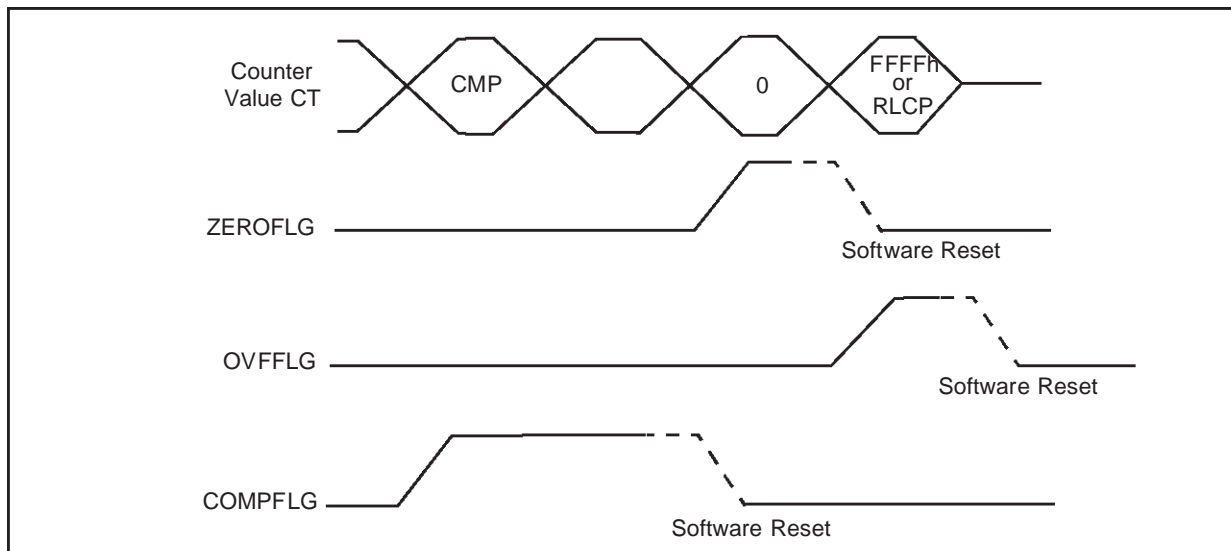 Counter
Value CT
CMP
0
FFFFh
or
RLCP
ZEROFLG
Software Reset
OVFFLG
Software Reset
COMPFLG
Software Reset